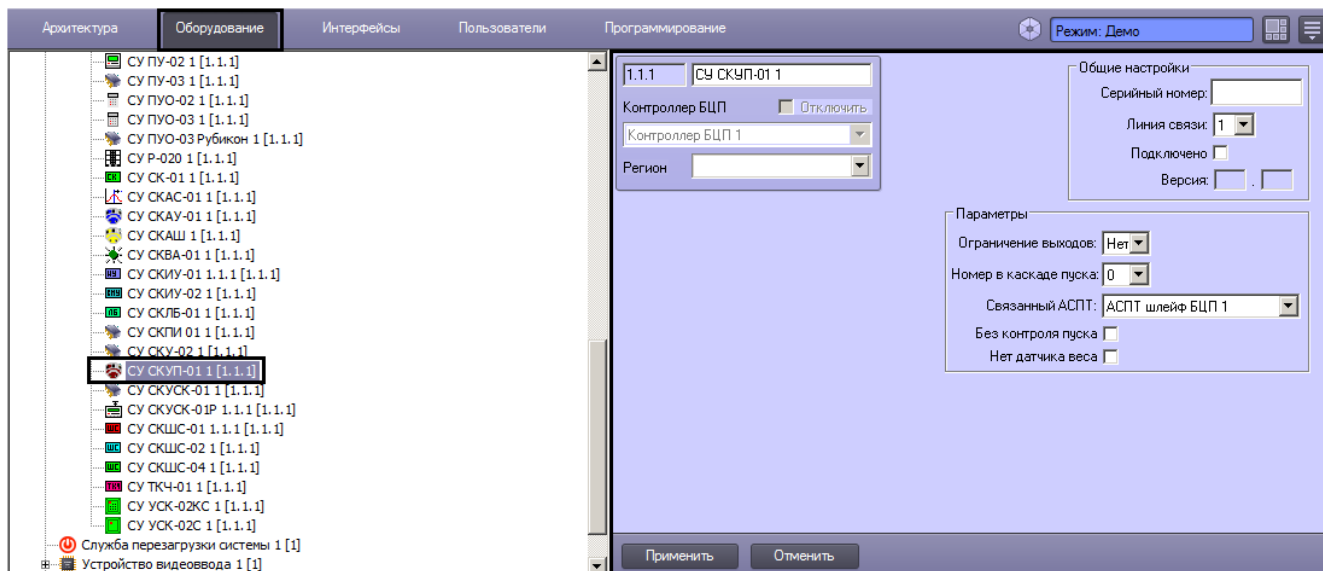 Архитектура Оборудование Интерфейсы Пользователи Программирование Режим: Демо
СУ ПУ-02 1 [1.1.1]
СУ ПУ-03 1 [1.1.1]
СУ ПУО-02 1 [1.1.1]
СУ ПУО-03 1 [1.1.1]
СУ ПУО-03 Рубикон 1 [1.1.1]
СУ Р-020 1 [1.1.1]
СУ СК-01 1 [1.1.1]
СУ СКАС-01 1 [1.1.1]
СУ СКАУ-01 1 [1.1.1]
СУ СКАШ 1 [1.1.1]
СУ СКВА-01 1 [1.1.1]
СУ СКИУ-01 1.1.1 [1.1.1]
СУ СКИУ-02 1 [1.1.1]
СУ СКЛБ-01 1 [1.1.1]
СУ СКПИ 01 1 [1.1.1]
СУ СКУ-02 1 [1.1.1]
СУ СКУП-01 1 [1.1.1]
СУ СКУСК-01 1 [1.1.1]
СУ СКУСК-01Р 1.1.1 [1.1.1]
СУ СКШС-01 1.1.1 [1.1.1]
СУ СКШС-02 1 [1.1.1]
СУ СКШС-04 1 [1.1.1]
СУ ТКЧ-01 1 [1.1.1]
СУ УСК-02КС 1 [1.1.1]
СУ УСК-02С 1 [1.1.1]
Служба перезагрузки системы 1 [1]
Устройство видеоввода 1 [1]
1.1.1 СУ СКУП-01 1
Контроллер БЦП Отключить
Контроллер БЦП 1
Регион
Общие настройки
Серийный номер:
Линия связи: 1
Подключено
Версия: .
Параметры
Ограничение выходов: Нет
Номер в каскаде пуска: 0
Связанный АСПТ: АСПТ шлейф БЦП 1
Без контроля пуска
Нет датчика веса
Применить Отменить